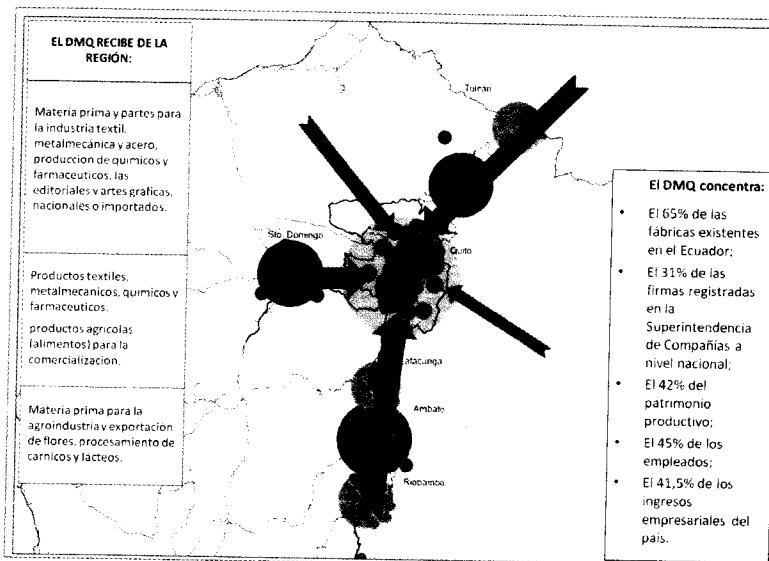 EL DMQ RECIBE DE LA
REGIÓN:
Materia prima y partes para
la industria textil,
metalmecánica y acero,
produccion de quimicos y
farmaceuticos, las
editoriales y artes gráficas,
nacionales o importados.
Productos textiles,
metalmecanicos, quimicos y
farmaceuticos.
productos agricolas
(alimentos) para la
comercializacion.
Materia prima para la
agroindustria y exportación
de flores, procesamiento de
carnicos y lacteos.
Tulcán
Sto. Domingo
Quito
Latacunga
Ambato
Riobamba
El DMQ concentra:
• El 65% de las
fábricas existentes
en el Ecuador;
• El 31% de las
firmas registradas
en la
Superintendencia
de Compañías a
nivel nacional;
• El 42% del
patrimonio
productivo;
• El 45% de los
empleados;
• El 41,5% de los
ingresos
empresariales del
país.